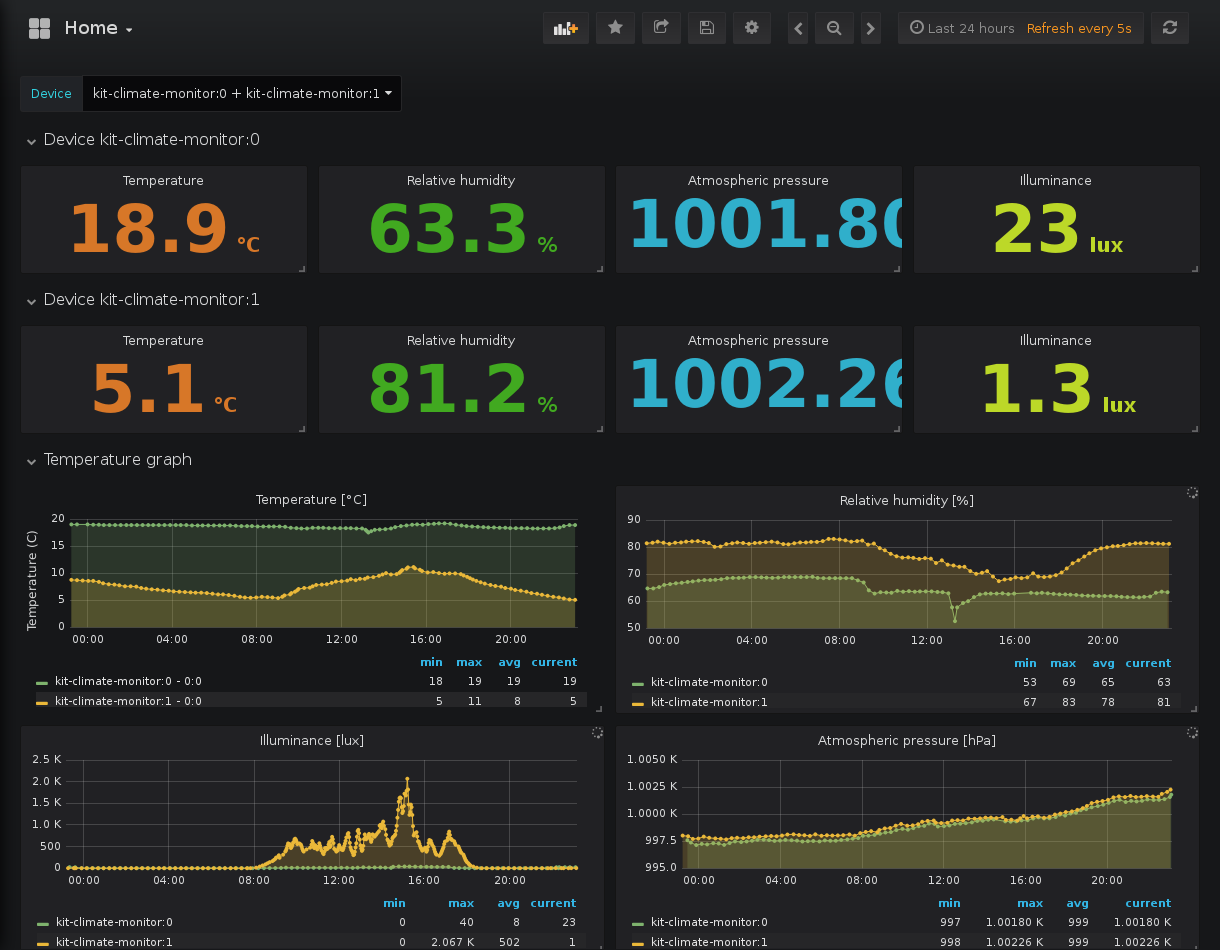 Home
Last 24 hours Refresh every 5s
Device kit-climate-monitor:0 + kit-climate-monitor:1
Device kit-climate-monitor:0
Temperature Relative humidity Atmospheric pressure Illuminance
18.9 °C 63.3 % 1001.80 23 lux
Device kit-climate-monitor:1
Temperature Relative humidity Atmospheric pressure Illuminance
5.1 °C 81.2 % 1002.26 1.3 lux
Temperature graph
Temperature [°C]
Temperature (C)
20
15
10
5
0
00:00 04:00 08:00 12:00 16:00 20:00
min max avg current
kit-climate-monitor:0 - 0:0 18 19 19 19
kit-climate-monitor:1 - 0:0 5 11 8 5
Relative humidity [%]
90
80
70
60
50
00:00 04:00 08:00 12:00 16:00 20:00
min max avg current
kit-climate-monitor:0 53 69 65 63
kit-climate-monitor:1 67 83 78 81
Illuminance [lux]
2.5 K
2.0 K
1.5 K
1.0 K
500
0
00:00 04:00 08:00 12:00 16:00 20:00
min max avg current
kit-climate-monitor:0 0 40 8 23
kit-climate-monitor:1 0 2.067 K 502 1
Atmospheric pressure [hPa]
1.0050 K
1.0025 K
1.0000 K
997.5
995.0
00:00 04:00 08:00 12:00 16:00 20:00
min max avg current
kit-climate-monitor:0 997 1.00180 K 999 1.00180 K
kit-climate-monitor:1 998 1.00226 K 999 1.00226 K